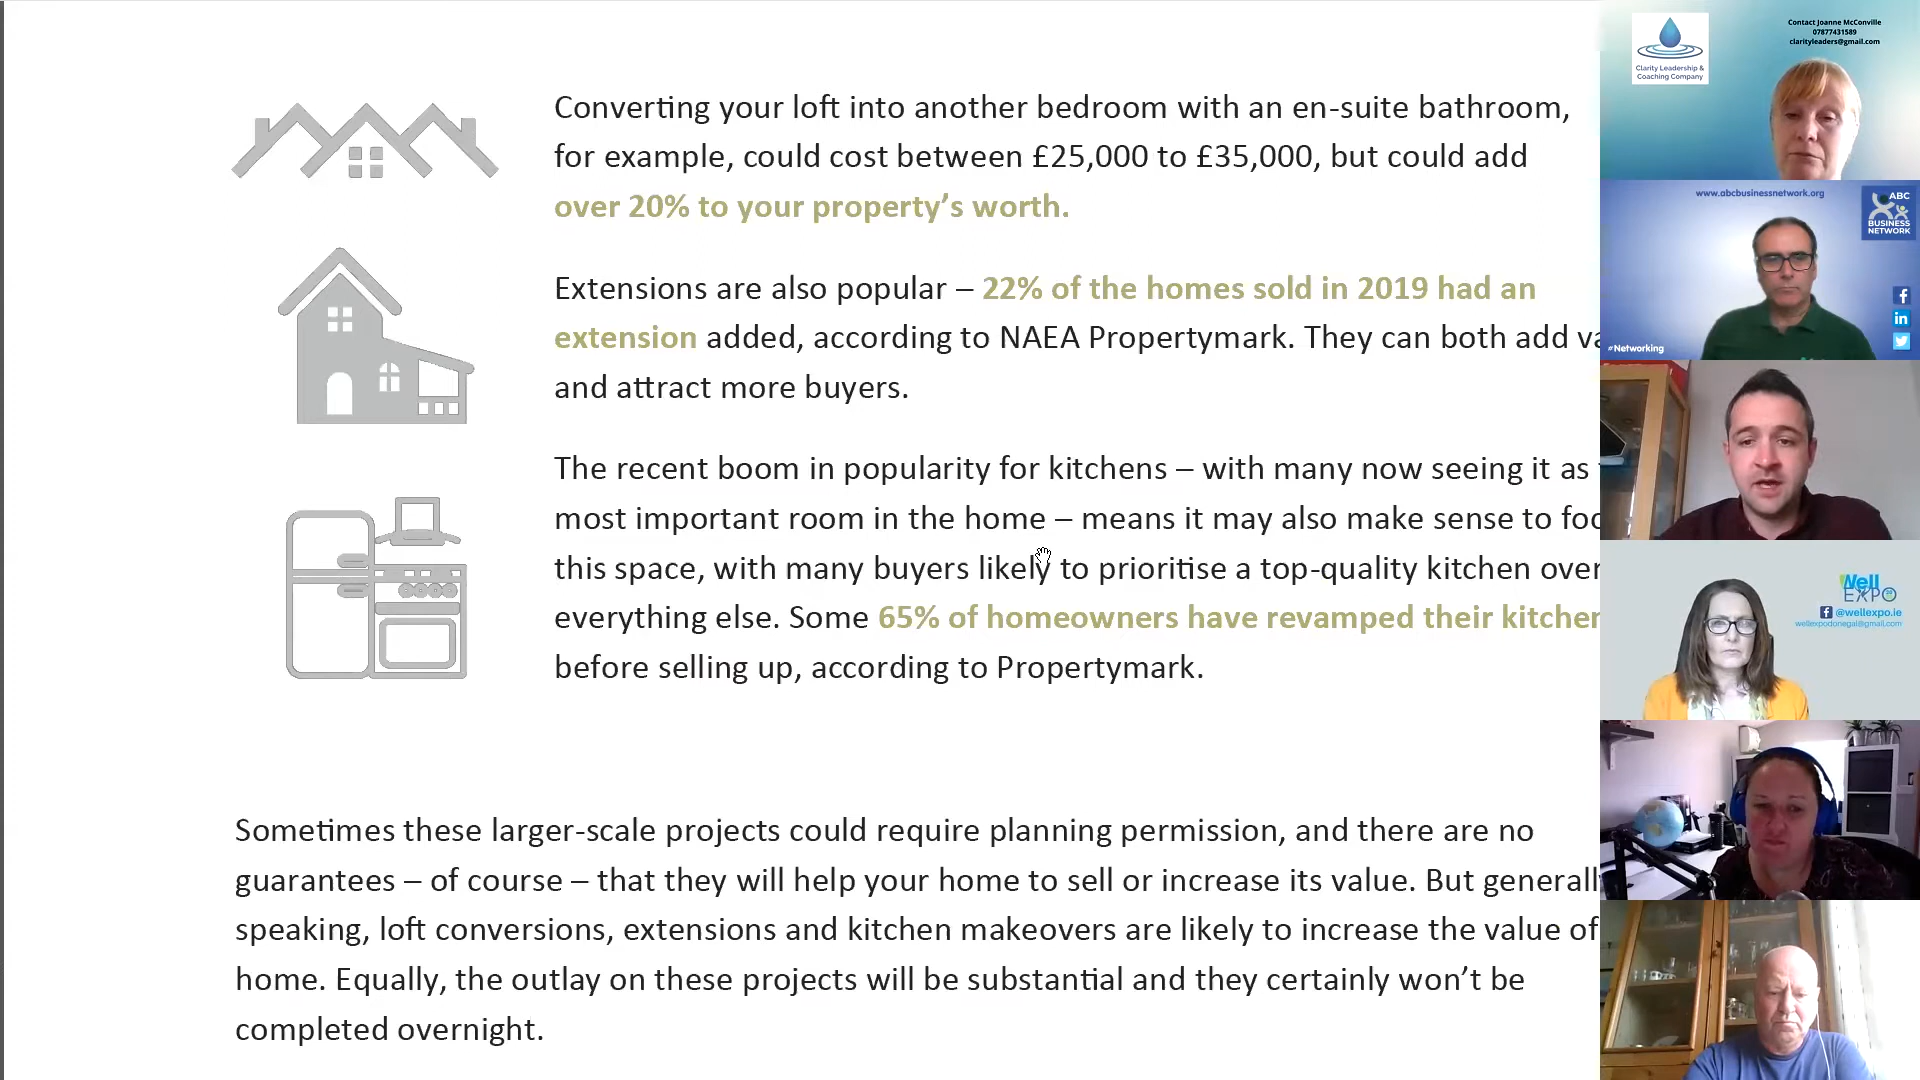 Converting your loft into another bedroom with an en-suite bathroom,
for example, could cost between £25,000 to £35,000, but could add
over 20% to your property’s worth.
Extensions are also popular – 22% of the homes sold in 2019 had an
extension added, according to NAEA Propertymark. They can both add
and attract more buyers.
The recent boom in popularity for kitchens – with many now seeing it as
most important room in the home – means it may also make sense to
this space, with many buyers likely to prioritise a top-quality kitchen over
everything else. Some 65% of homeowners have revamped their
before selling up, according to Propertymark.
Sometimes these larger-scale projects could require planning permission, and there are no
guarantees – of course – that they will help your home to sell or increase its value. But
speaking, loft conversions, extensions and kitchen makeovers are likely to increase the value of
home. Equally, the outlay on these projects will be substantial and they certainly won’t be
completed overnight.
Clarity Leadership &
Coaching Company
Contact Joanne McConville
07877431589
clarityleaders@gmail.com
www.abcbusinessnetwork.org
ABC
BUSINESS
NETWORK
#Networking
Well
EXPO
@wellexpo.ie
wellexpodonegal@gmail.com